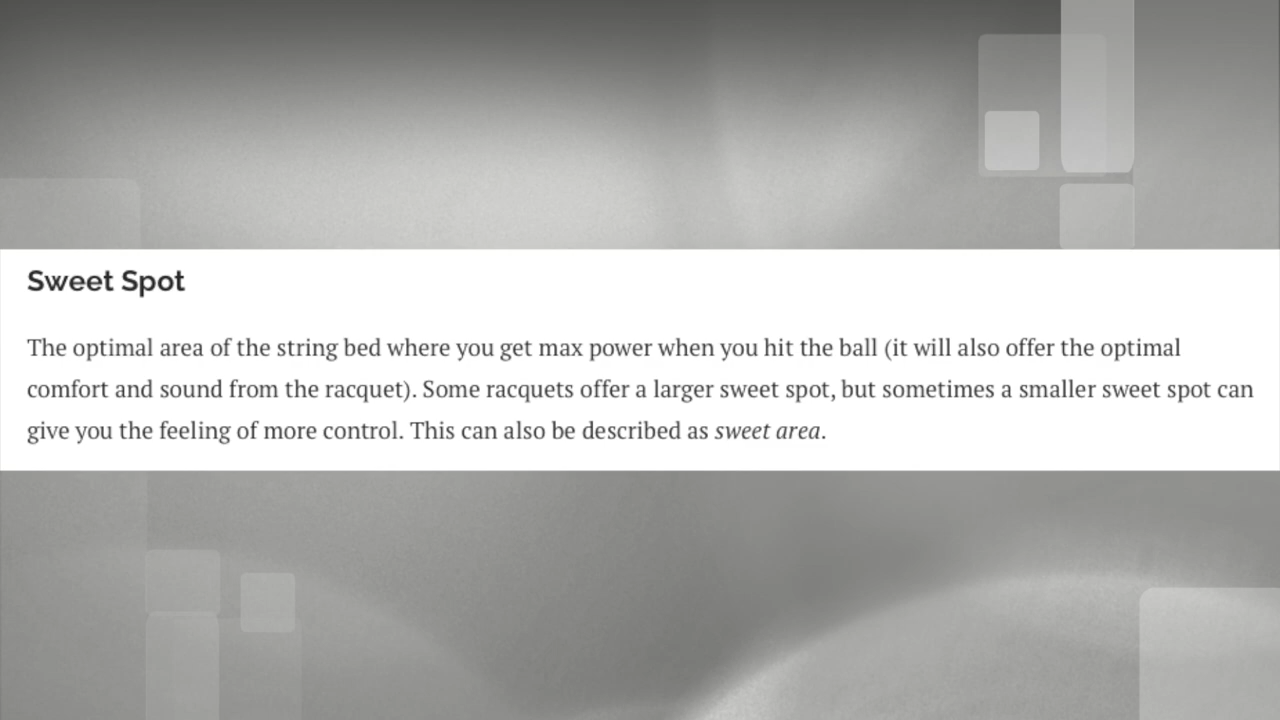 Sweet Spot
The optimal area of the string bed where you get max power when you hit the ball (it will also offer the optimal
comfort and sound from the racquet). Some racquets offer a larger sweet spot, but sometimes a smaller sweet spot can
give you the feeling of more control. This can also be described as sweet area.